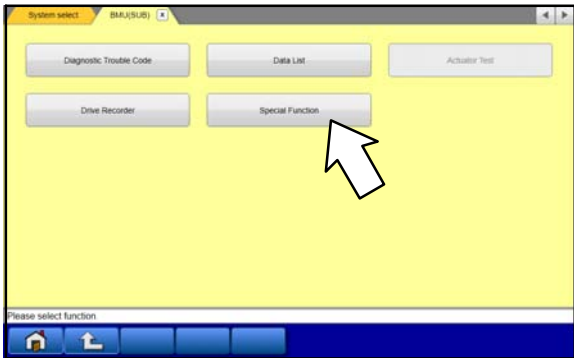 System select
BMU(SUB)
Diagnostic Trouble Code
Data List
Actuator Test
Drive Recorder
Special Function
Please select function